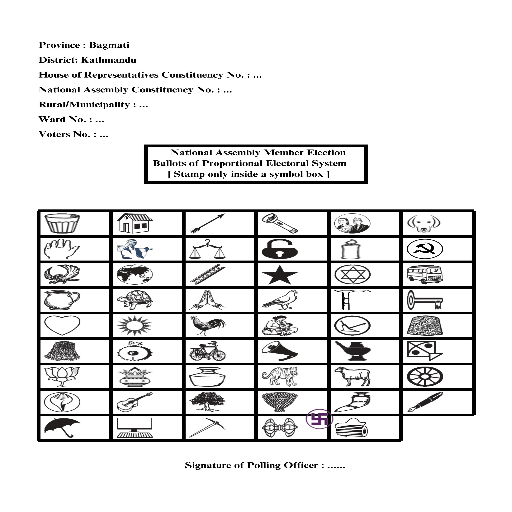 Province : Bagmati
District: Kathmandu
House of Representatives Constituency No. : ...
National Assembly Constituency No. : ...
Rural/Municipality : ...
Ward No. : ...
Voters No. : ...
National Assembly Member Election
Ballots of Proportional Electoral System
[ Stamp only inside a symbol box ]
Signature of Polling Officer : ......